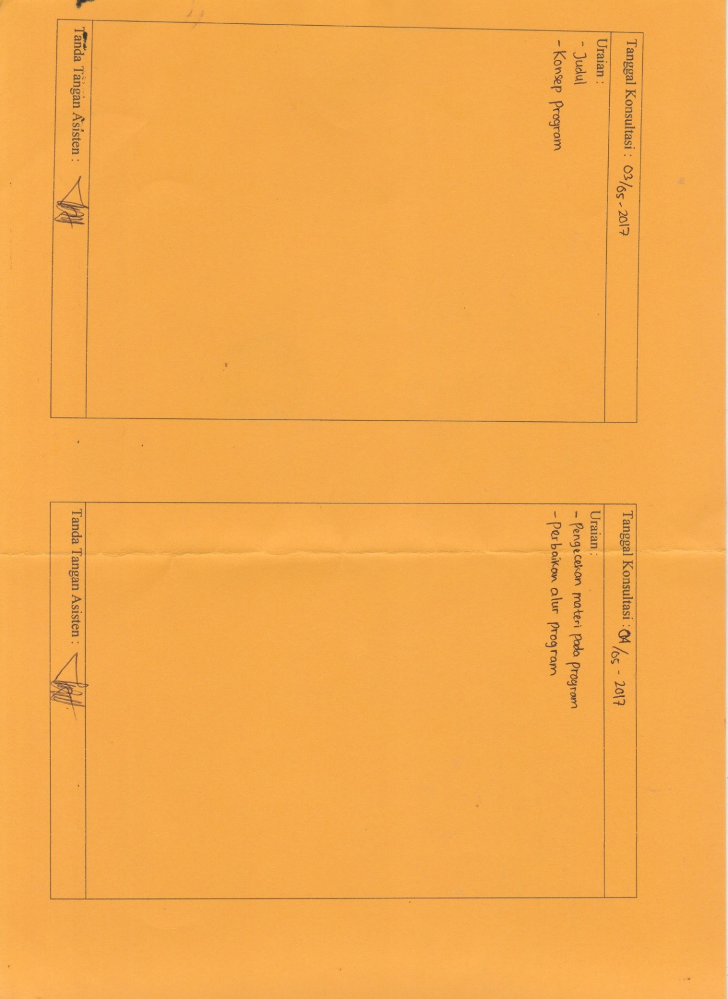 Tanggal Konsultasi : 03/05-2017
Uraian :
- Judul
- Konsep Program
Tanda Tangan Asisten :
Tanggal Konsultasi : 04/05-2017
Uraian :
- Pengecekan materi pada program
- Perbaikan alur program
Tanda Tangan Asisten :